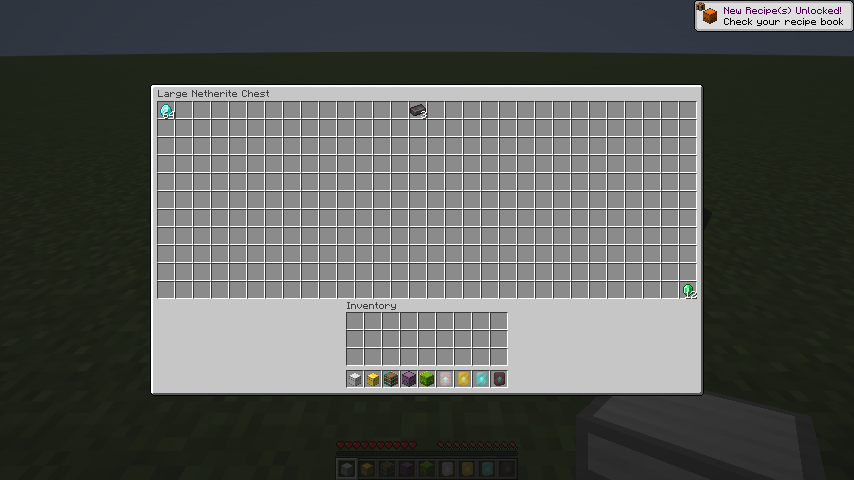 New Recipe(s) Unlocked!
Check your recipe book
Large Netherite Chest
64
3
12
Inventory